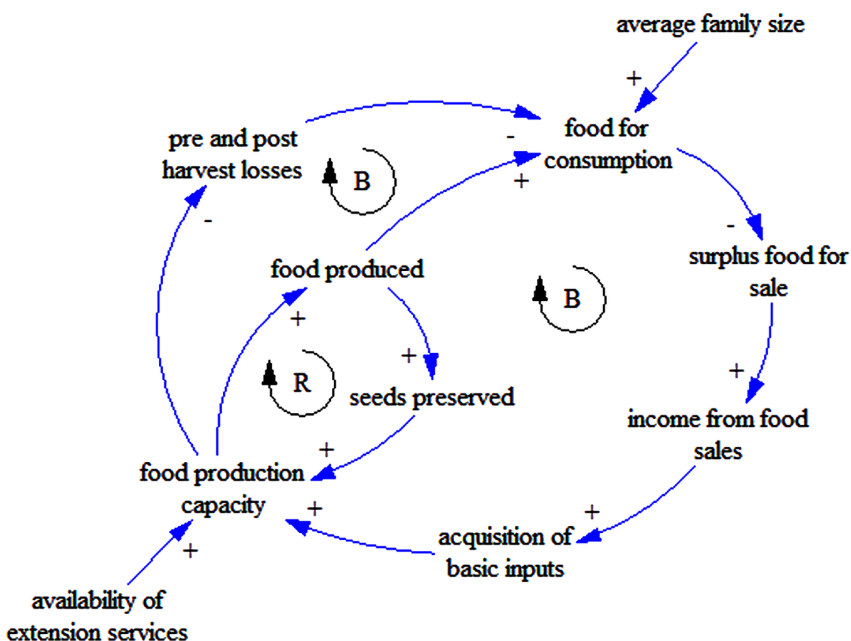 average family size
+
pre and post
harvest losses
-
food for
consumption
B
+
-
-
food produced
surplus food for
sale
B
+
+
+
R
seeds preserved
income from food
sales
+
food production
capacity
+
+
acquisition of
basic inputs
+
availability of
extension services